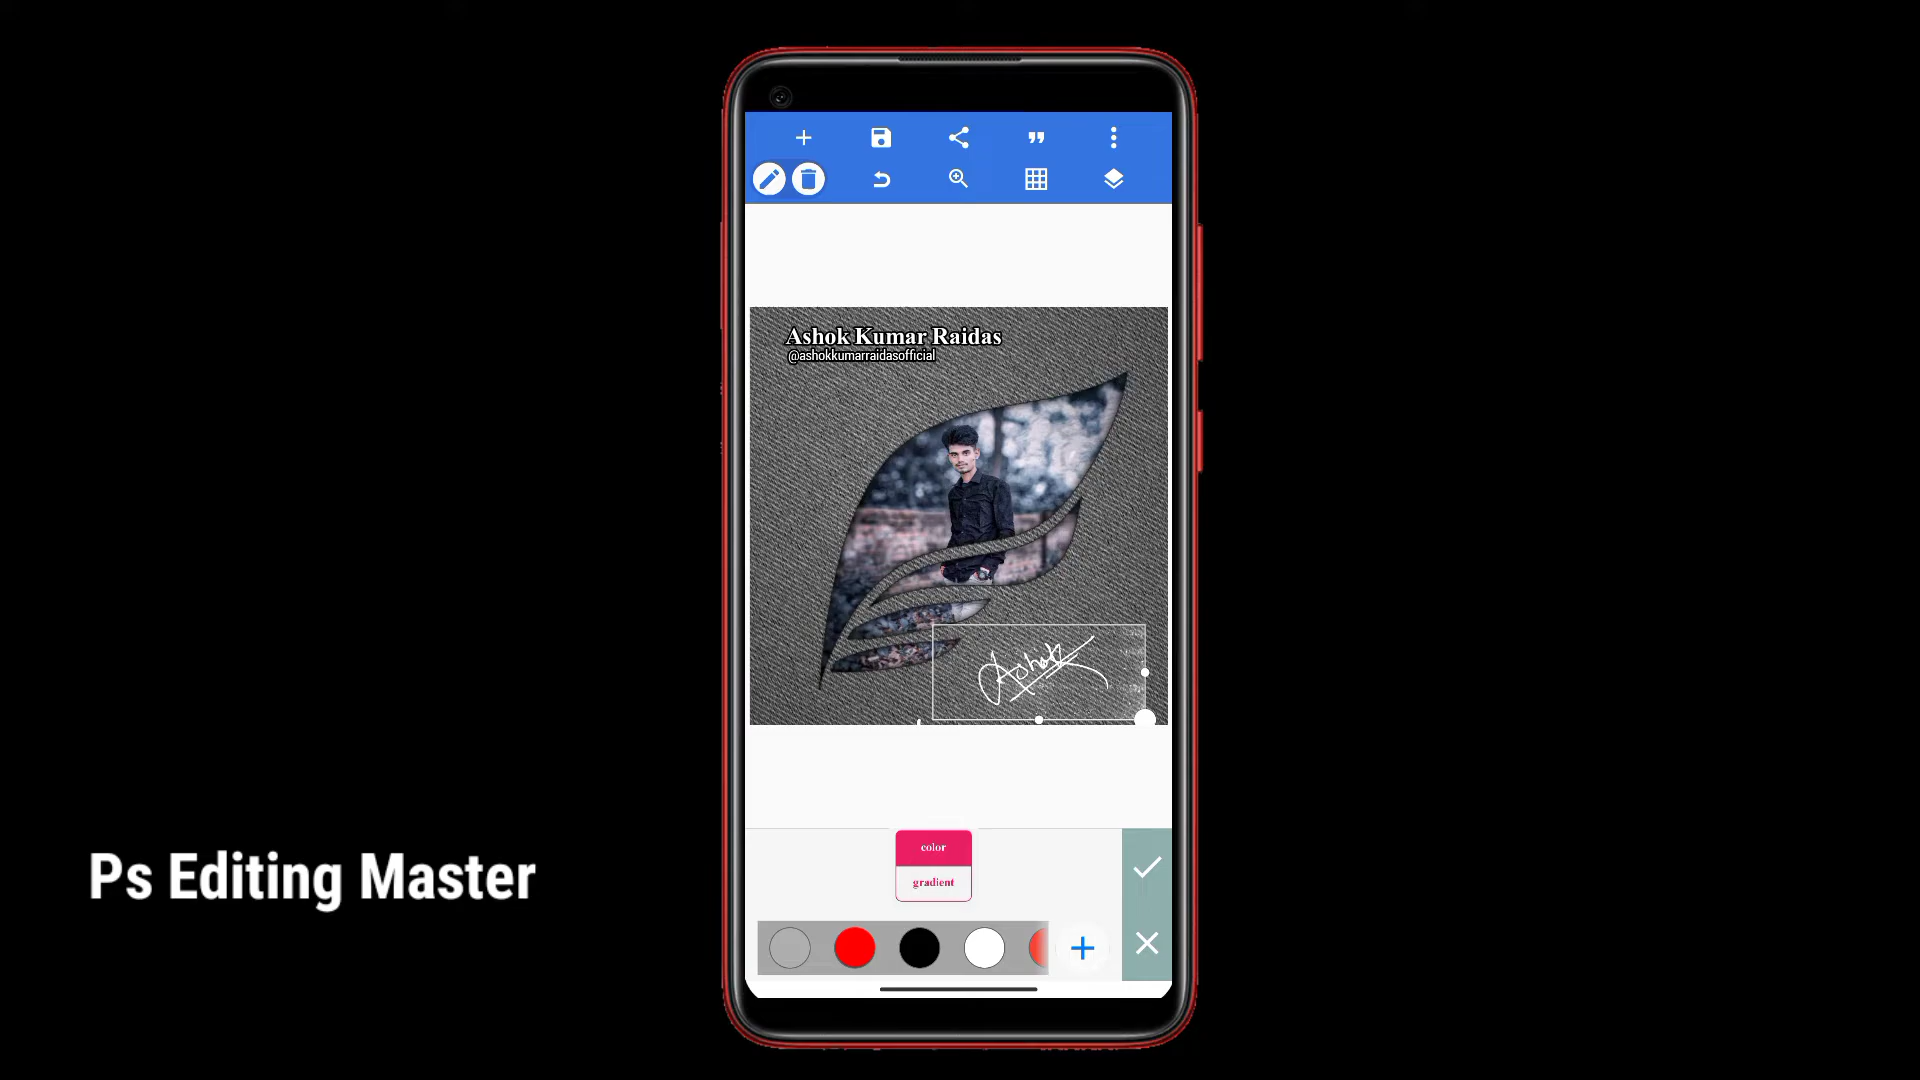 Ashok Kumar Raidas
@ashokkumarraidasofficial
Ashok
color
gradient
Ps Editing Master